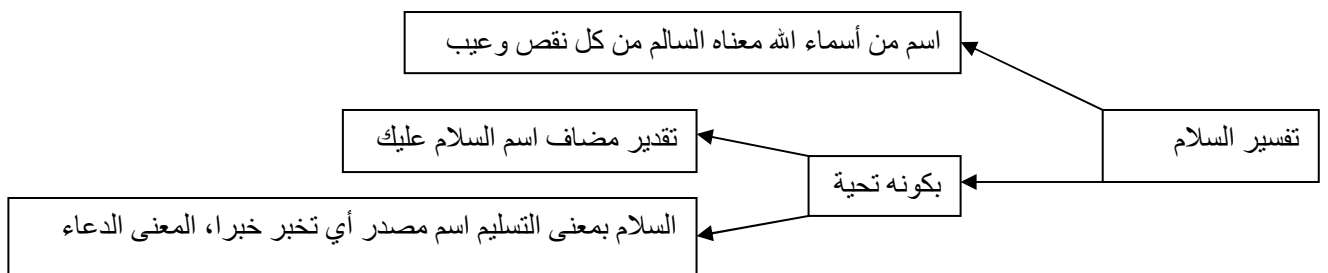 اسم من أسماء الله معناه السالم من كل نقص وعيب
تفسير السلام
تقدير مضاف اسم السلام عليك
بكونه تحية
السلام بمعنى التسليم اسم مصدر أي تخبر خبرا، المعنى الدعاء